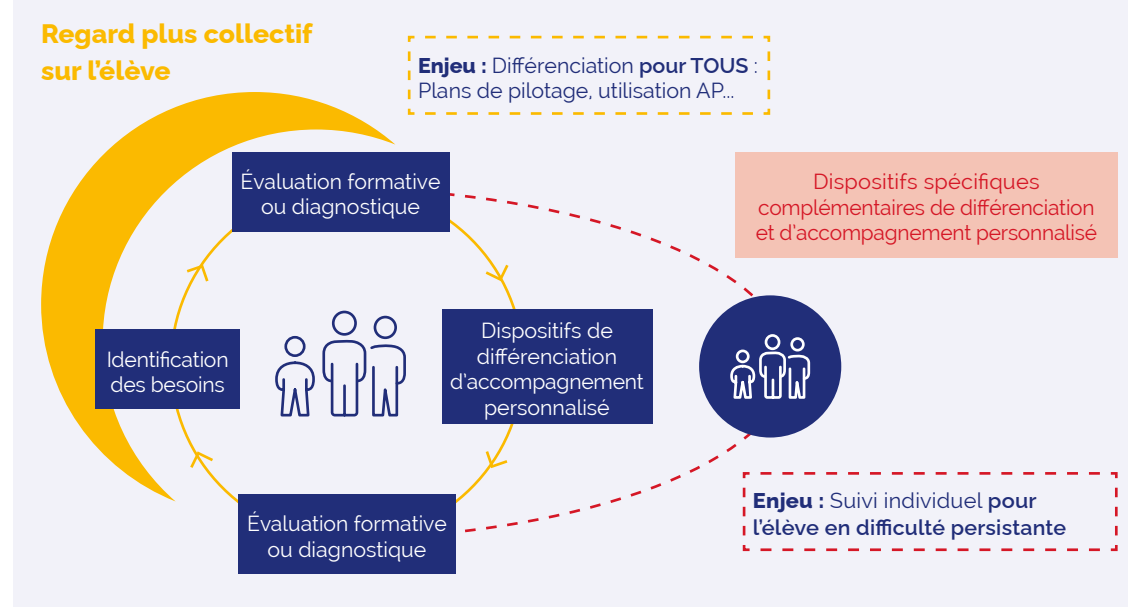 Regard plus collectif
sur l'élève
Enjeu : Différenciation pour TOUS :
Plans de pilotage, utilisation AP...
Évaluation formative
ou diagnostique
Dispositifs spécifiques
complémentaires de différenciation
et d'accompagnement personnalisé
Identification
des besoins
Dispositifs de
différenciation
d'accompagnement
personnalisé
Enjeu : Suivi individuel pour
l'élève en difficulté persistante
Évaluation formative
ou diagnostique